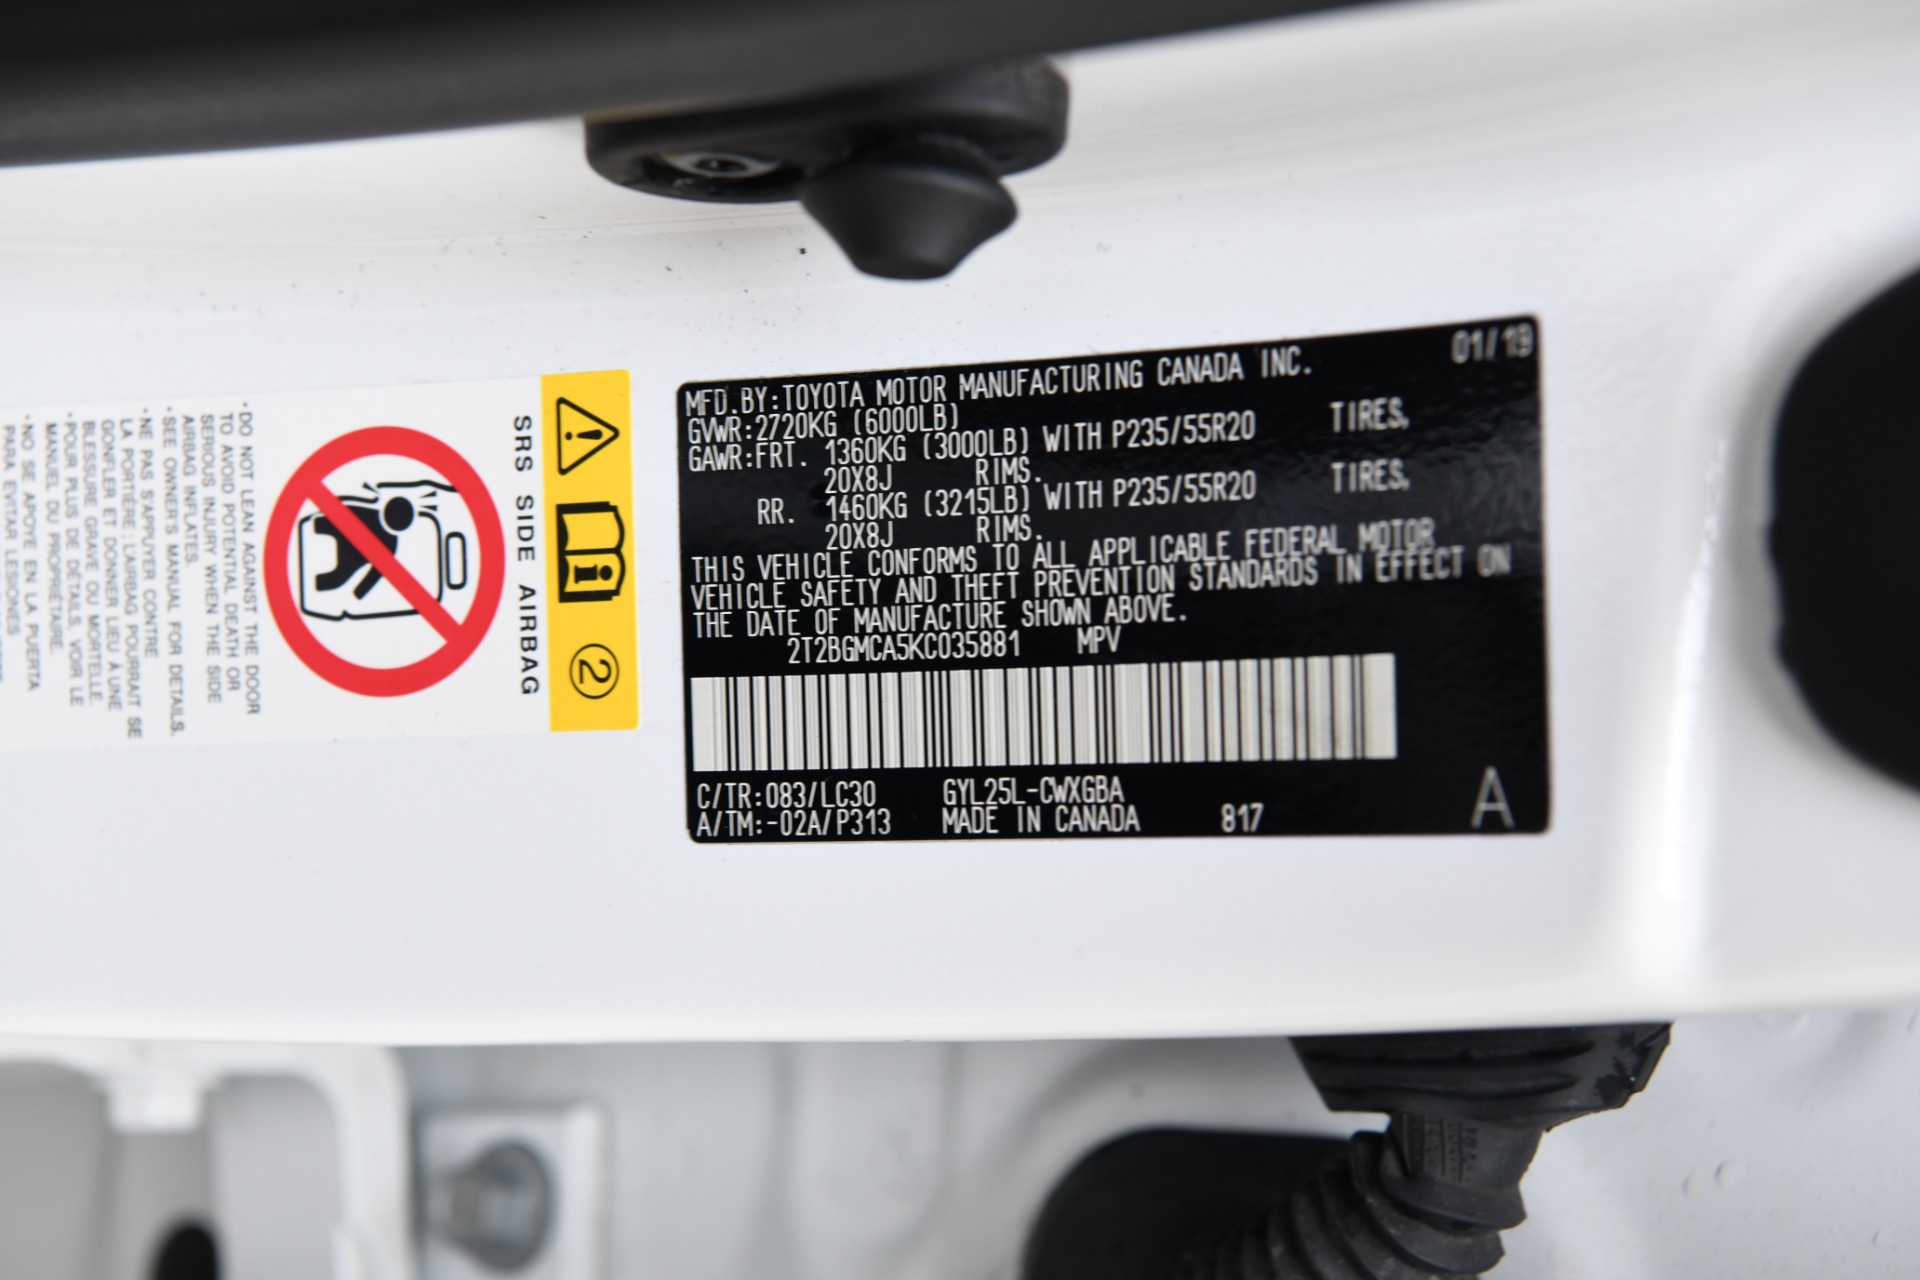 MFD.BY:TOYOTA MOTOR MANUFACTURING CANADA INC. 01/19
GVWR:2720KG (6000LB)
GAWR:FRT. 1360KG (3000LB) WITH P235/55R20 TIRES,
20X8J RIMS.
RR. 1460KG (3215LB) WITH P235/55R20 TIRES,
20X8J RIMS.
THIS VEHICLE CONFORMS TO ALL APPLICABLE FEDERAL MOTOR
VEHICLE SAFETY AND THEFT PREVENTION STANDARDS IN EFFECT ON
THE DATE OF MANUFACTURE SHOWN ABOVE.
2T2BGMCA5KC035881 MPV
C/TR:083/LC30 GYL25L-CWXGBA
A/TM:-02A/P313 MADE IN CANADA 817 A
2
SRS SIDE AIRBAG
•DO NOT LEAN AGAINST THE DOOR
TO AVOID POTENTIAL DEATH OR
SERIOUS INJURY WHEN THE SIDE
AIRBAG INFLATES.
•SEE OWNER'S MANUAL FOR DETAILS.
•NE PAS S'APPUYER CONTRE
LA PORTIÈRE : L'AIRBAG POURRAIT SE
GONFLER ET DONNER LIEU À UNE
BLESSURE GRAVE OU MORTELLE.
•POUR PLUS DE DÉTAILS, VOIR LE
MANUEL DU PROPRIÉTAIRE.
•NO SE APOYE EN LA PUERTA
PARA EVITAR LESIONES